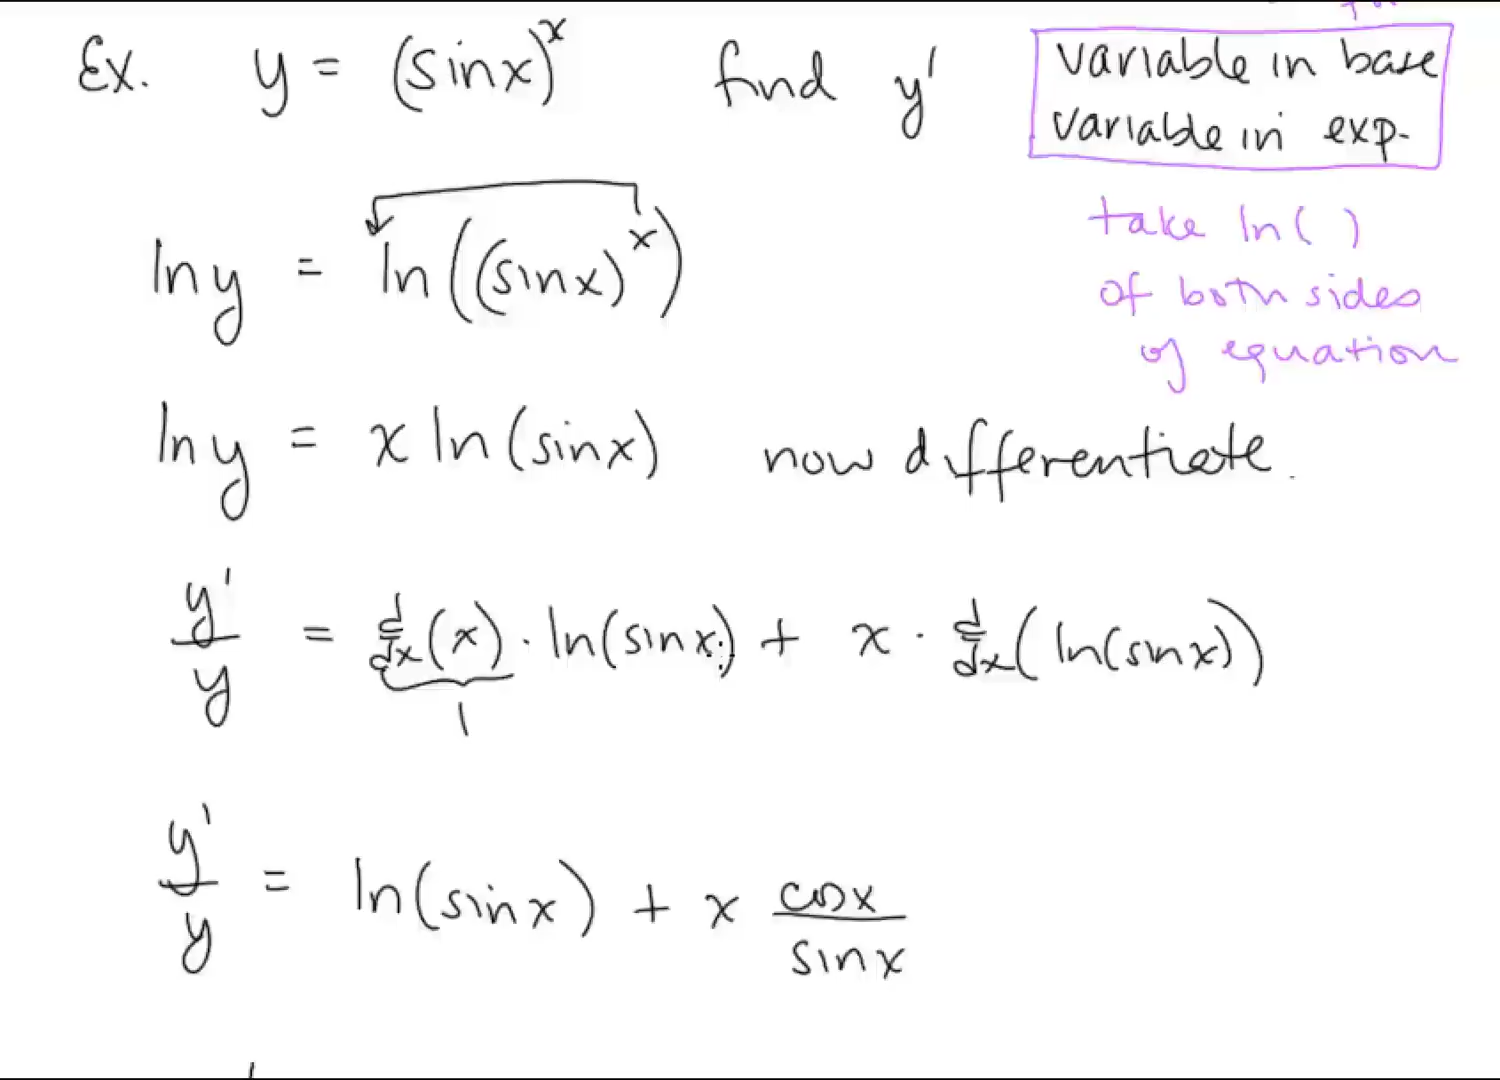 Ex. y = (sinx)^x find y'
variable in base
variable in exp.
take ln( )
of both sides
of equation
ln y = ln((sinx)^x)
ln y = x ln(sinx) now differentiate.
y'/y = d/dx(x) · ln(sinx) + x · d/dx(ln(sinx))
1
y'/y = ln(sinx) + x cosx/sinx